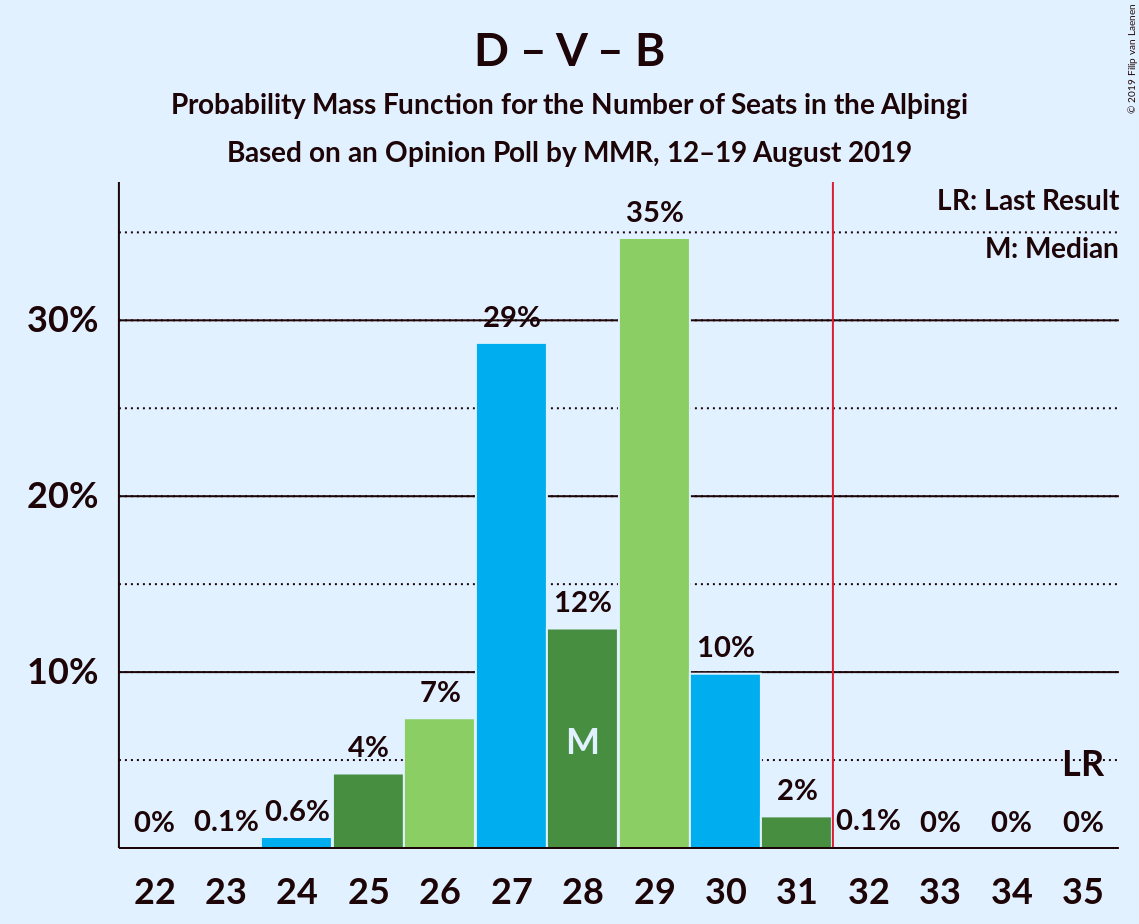 D – V – B
Probability Mass Function for the Number of Seats in the Alþingi
Based on an Opinion Poll by MMR, 12–19 August 2019
© 2019 Filip van Laenen
LR: Last Result
M: Median
35%
30%
29%
20%
12%
10%
10%
7%
M
4%
LR
2%
0% 0.1% 0.6% 0.1% 0% 0% 0%
22 23 24 25 26 27 28 29 30 31 32 33 34 35